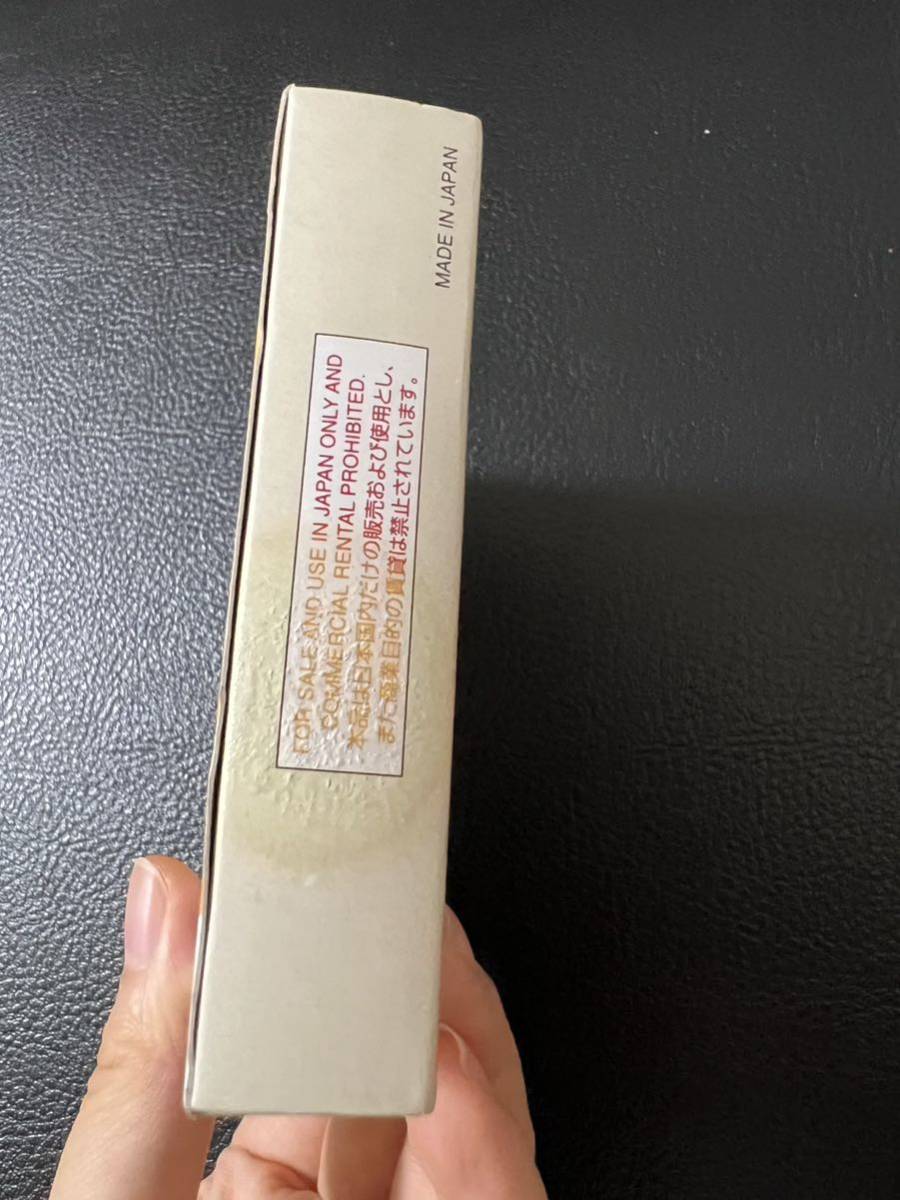 MADE IN JAPAN
FOR SALE AND USE IN JAPAN ONLY AND
COMMERCIAL RENTAL PROHIBITED.
本品は日本国内だけの販売および使用とし、
また商業目的の賃貸は禁止されています。